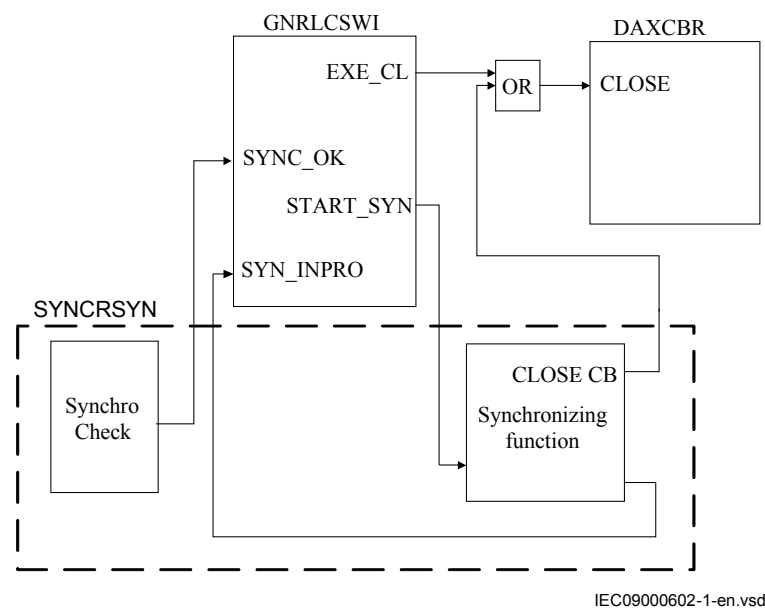 GNRLCSWI
DAXCBR
EXE_CL
OR
CLOSE
SYNC_OK
START_SYN
SYN_INPRO
SYNCRSYN
CLOSE CB
Synchro
Check
Synchronizing
function
IEC09000602-1-en.vsd